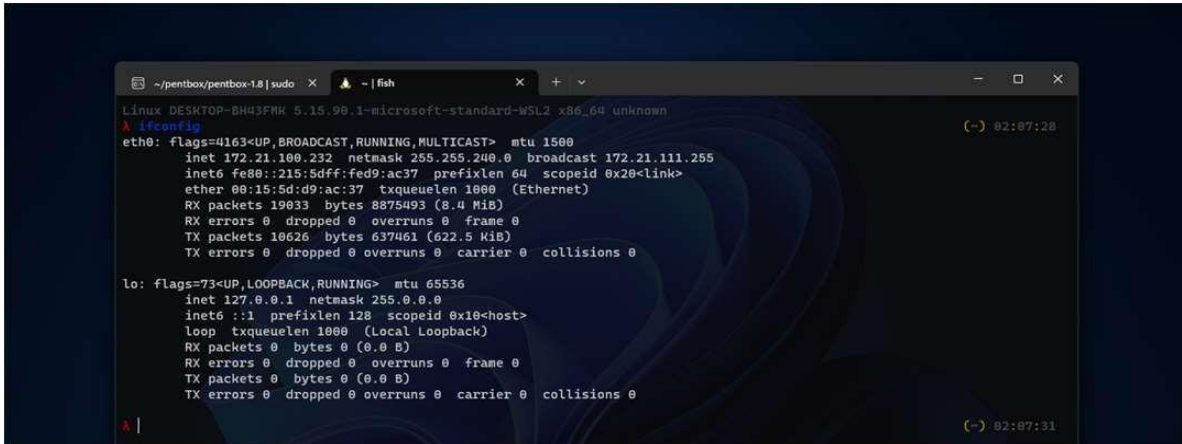 ~/pentbox/pentbox-1.8 | sudo
~ | fish
Linux DESKTOP-BH43FMK 5.15.90.1-microsoft-standard-WSL2 x86_64 unknown
λ ifconfig (~) 02:07:28
eth0: flags=4163<UP,BROADCAST,RUNNING,MULTICAST> mtu 1500
inet 172.21.100.232 netmask 255.255.240.0 broadcast 172.21.111.255
inet6 fe80::215:5dff:fed9:ac37 prefixlen 64 scopeid 0x20<link>
ether 00:15:5d:d9:ac:37 txqueuelen 1000 (Ethernet)
RX packets 19033 bytes 8875493 (8.4 MiB)
RX errors 0 dropped 0 overruns 0 frame 0
TX packets 10626 bytes 637461 (622.5 KiB)
TX errors 0 dropped 0 overruns 0 carrier 0 collisions 0
lo: flags=73<UP,LOOPBACK,RUNNING> mtu 65536
inet 127.0.0.1 netmask 255.0.0.0
inet6 ::1 prefixlen 128 scopeid 0x10<host>
loop txqueuelen 1000 (Local Loopback)
RX packets 0 bytes 0 (0.0 B)
RX errors 0 dropped 0 overruns 0 frame 0
TX packets 0 bytes 0 (0.0 B)
TX errors 0 dropped 0 overruns 0 carrier 0 collisions 0
λ (~) 02:07:31